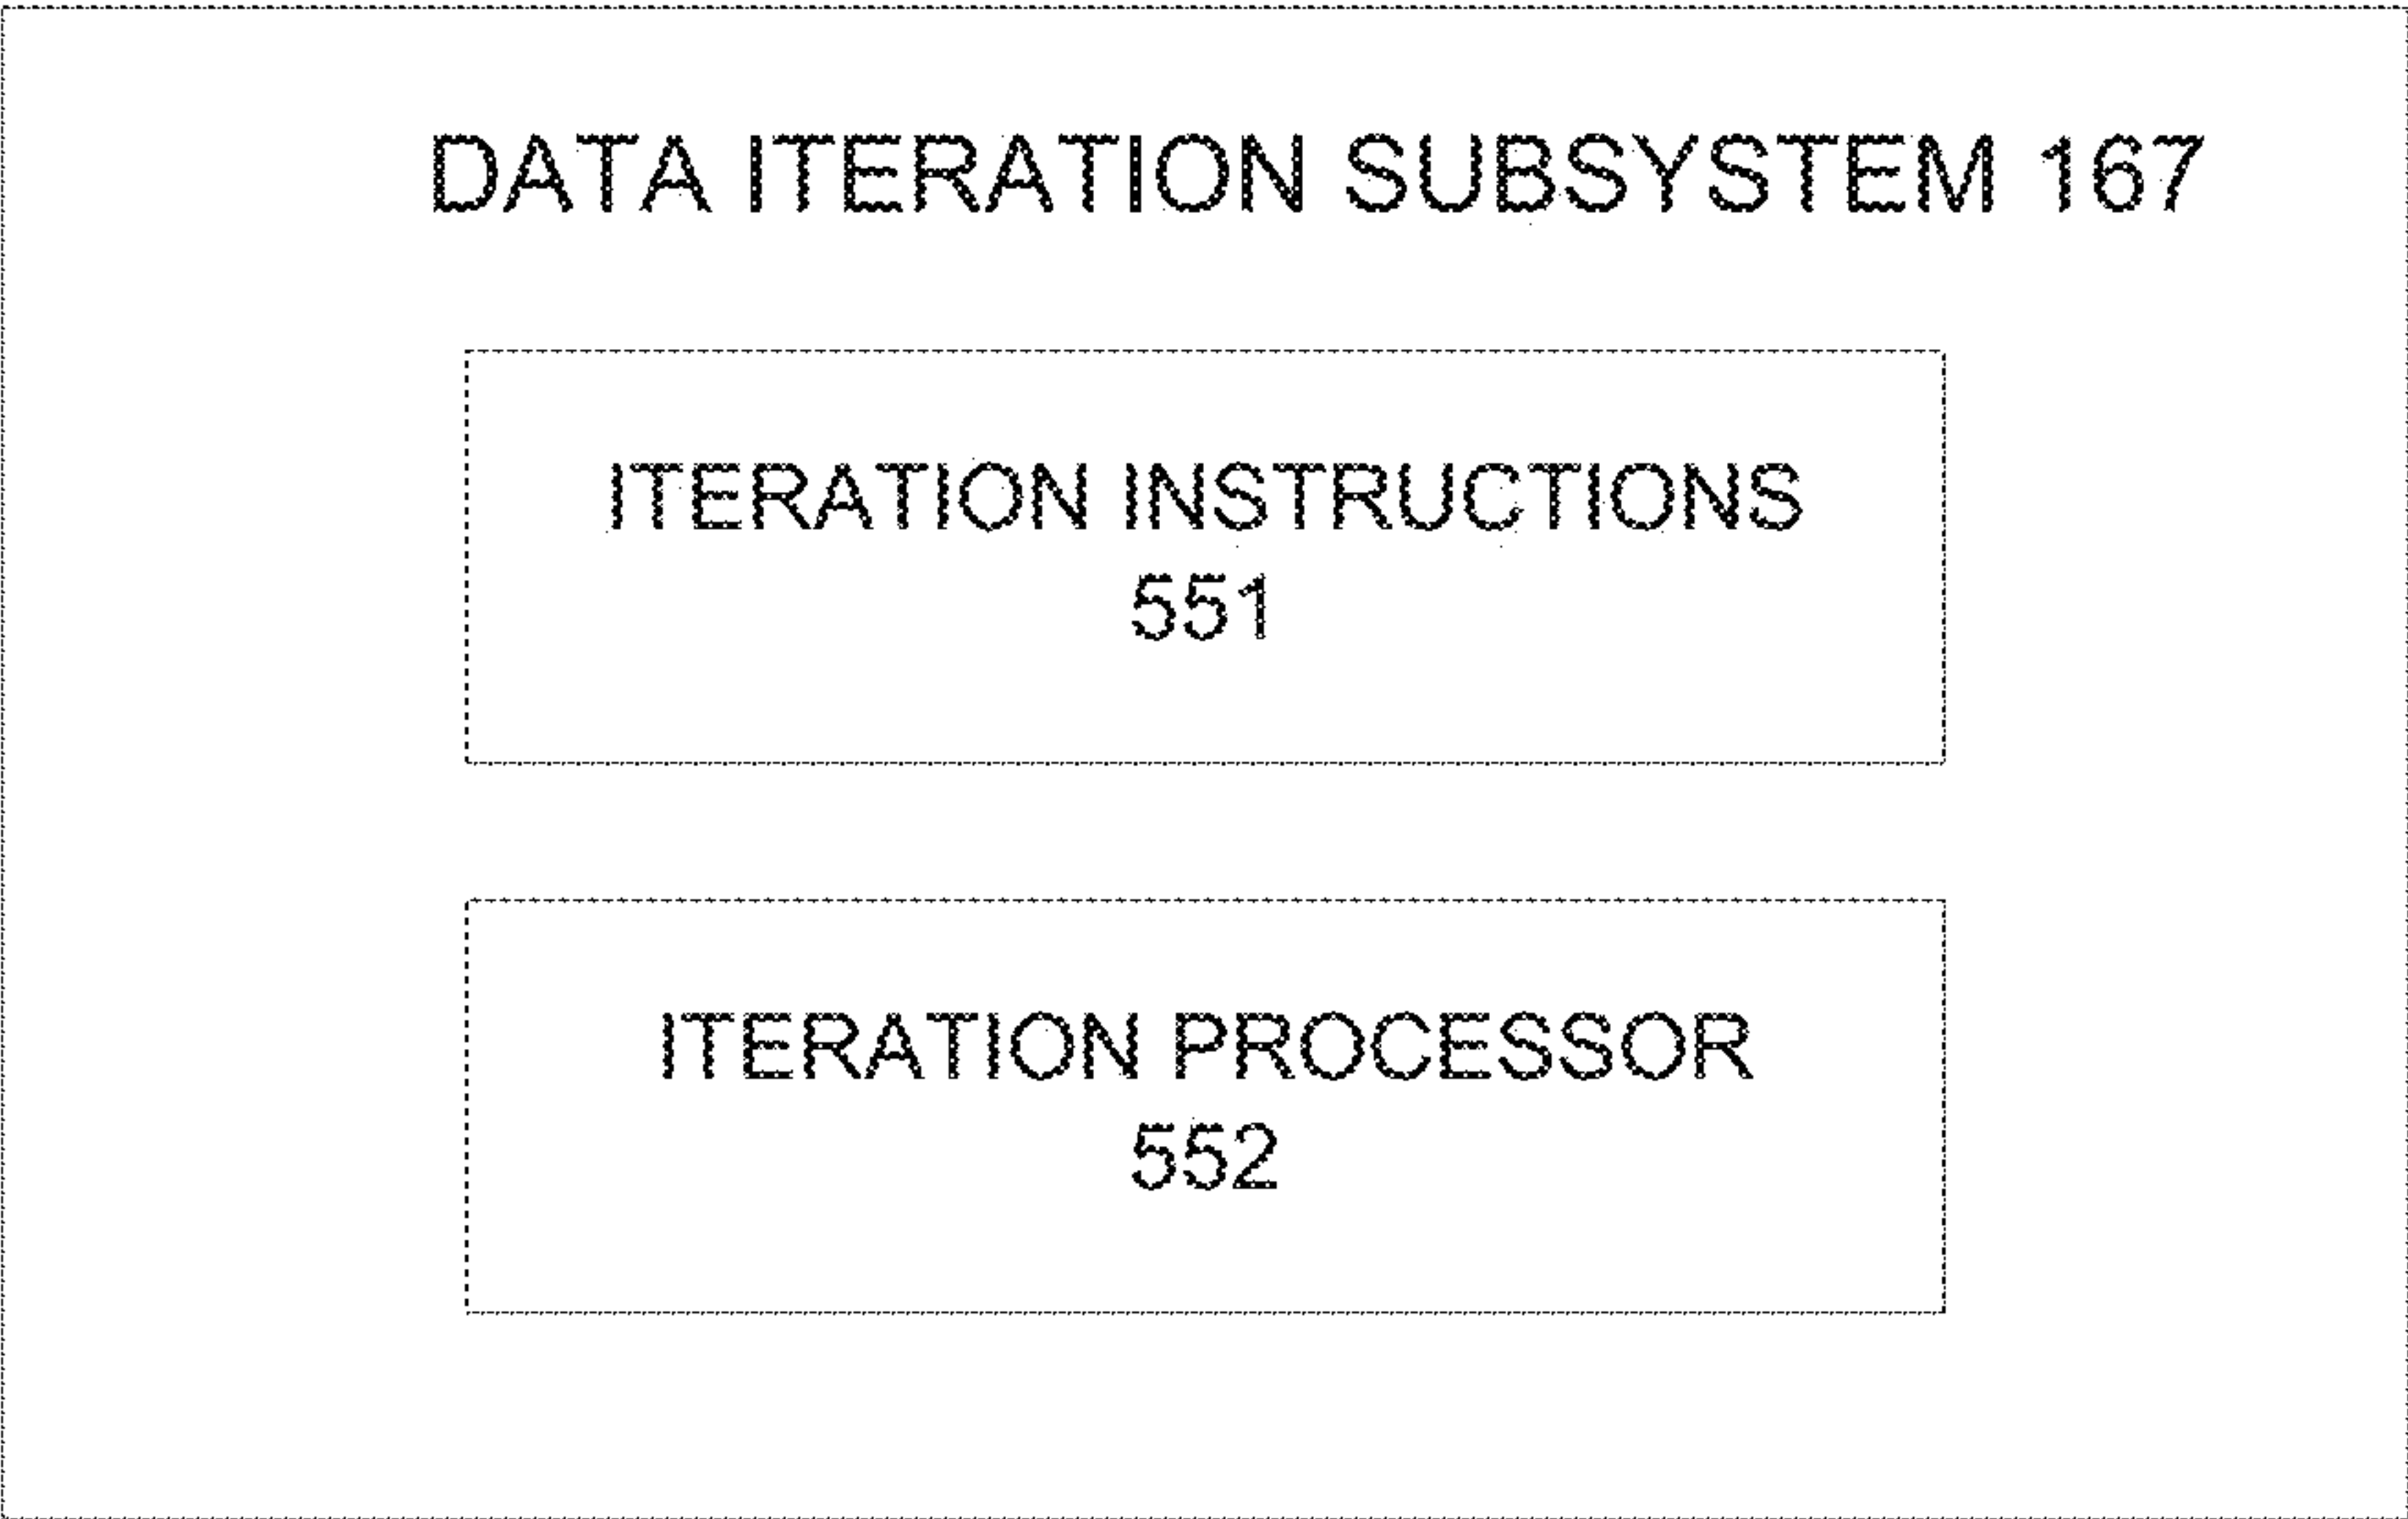 DATA ITERATION SUBSYSTEM 167
ITERATION INSTRUCTIONS
551
ITERATION PROCESSOR
552